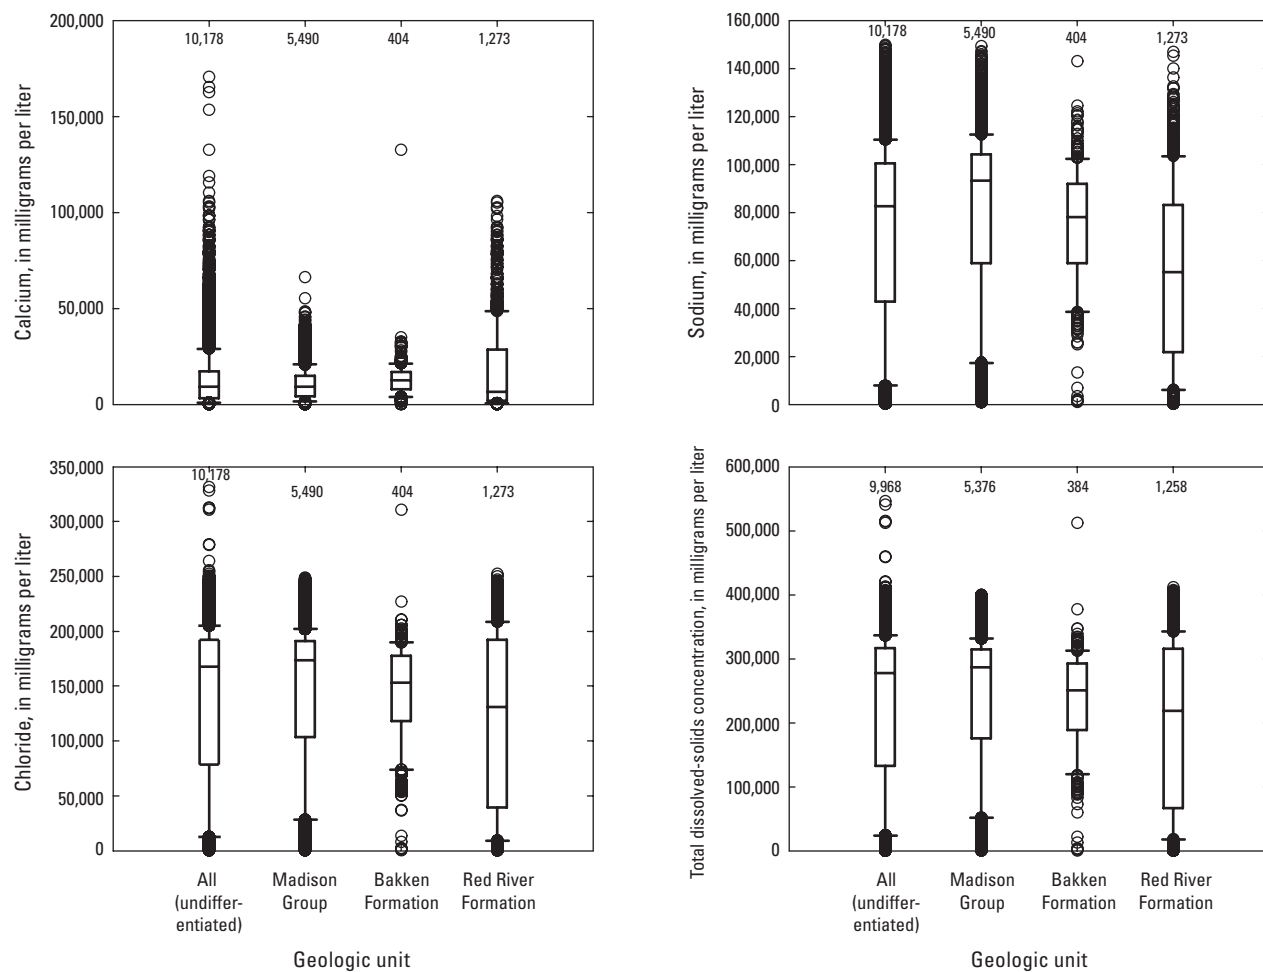 Calcium, in milligrams per liter
200,000
150,000
100,000
50,000
0
10,178
5,490
404
1,273
Sodium, in milligrams per liter
160,000
140,000
120,000
100,000
80,000
60,000
40,000
20,000
0
10,178
5,490
404
1,273
Chloride, in milligrams per liter
350,000
300,000
250,000
200,000
150,000
100,000
50,000
0
10,178
5,490
404
1,273
All
(undiffer-
entiated)
Madison
Group
Bakken
Formation
Red River
Formation
Geologic unit
Total dissolved-solids concentration, in milligrams per liter
600,000
500,000
400,000
300,000
200,000
100,000
0
9,968
5,376
384
1,258
All
(undiffer-
entiated)
Madison
Group
Bakken
Formation
Red River
Formation
Geologic unit